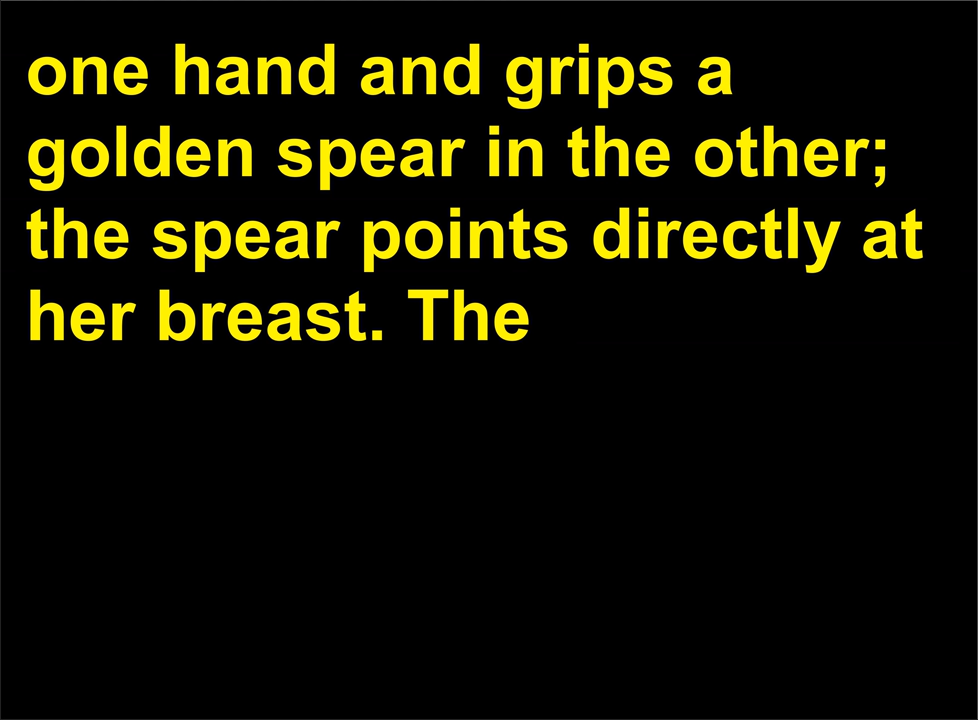 one hand and grips a
golden spear in the other;
the spear points directly at
her breast. The